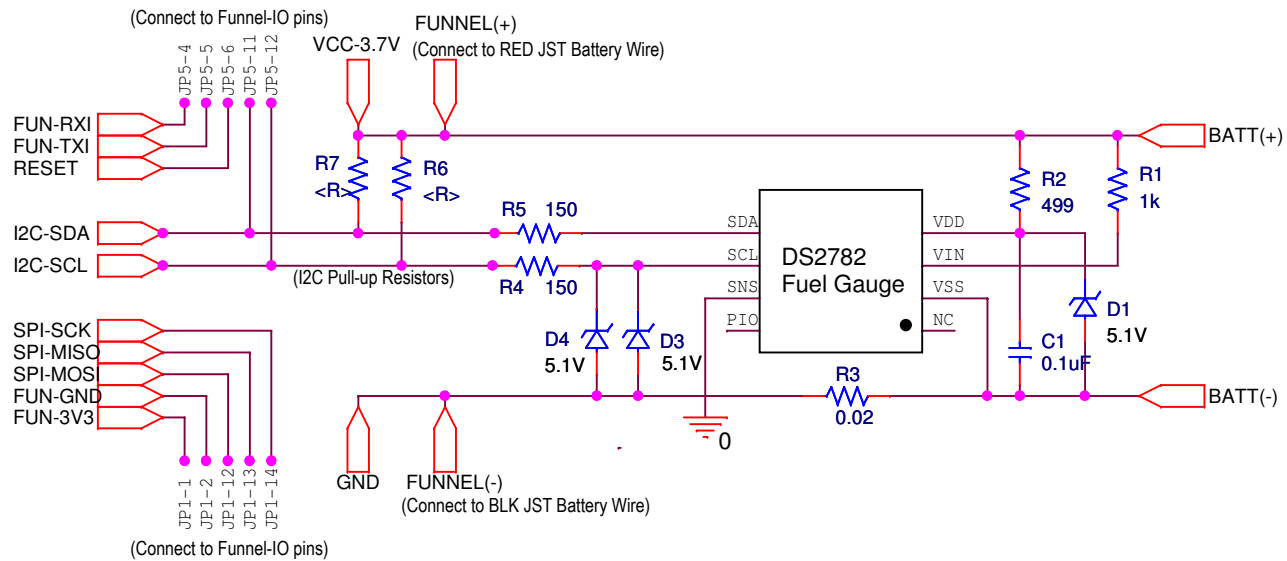 (Connect to Funnel-IO pins)
JP5-4
JP5-5
JP5-6
JP5-11
JP5-12
FUNNEL(+)
VCC-3.7V
(Connect to RED JST Battery Wire)
FUN-RXI
FUN-TXI
RESET
BATT(+)
R7
<R>
R6
<R>
R2
499
R1
1k
I2C-SDA
I2C-SCL
R5 150
R4 150
(I2C Pull-up Resistors)
SDA
SCL
SNS
PIO
DS2782
Fuel Gauge
VDD
VIN
VSS
NC
SPI-SCK
SPI-MISO
SPI-MOSI
FUN-GND
FUN-3V3
D4
5.1V
D3
5.1V
C1
0.1uF
D1
5.1V
R3
0.02
BATT(-)
0
JP1-1
JP1-2
JP1-12
JP1-13
JP1-14
GND
FUNNEL(-)
(Connect to BLK JST Battery Wire)
(Connect to Funnel-IO pins)